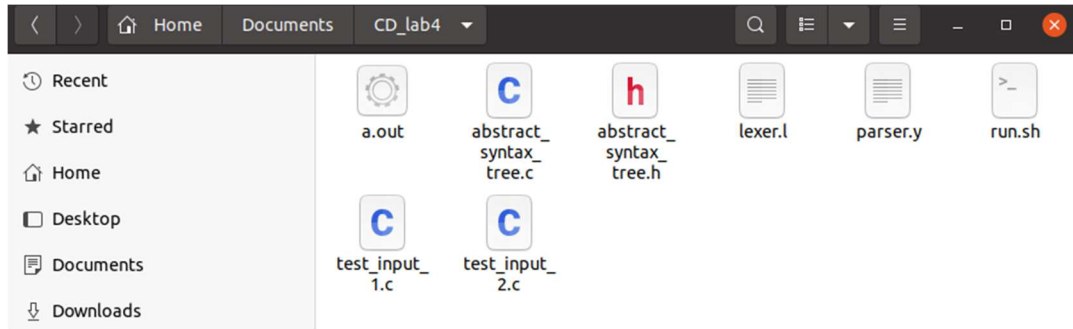 Home Documents CD_lab4
Recent
Starred
Home
Desktop
Documents
Downloads
a.out
abstract_
syntax_
tree.c
abstract_
syntax_
tree.h
lexer.l
parser.y
run.sh
test_input_
1.c
test_input_
2.c